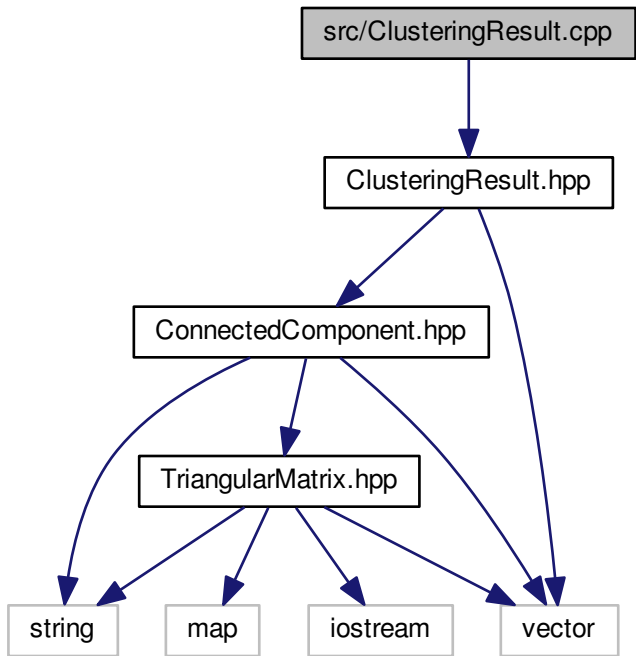 src/ClusteringResult.cpp
ClusteringResult.hpp
ConnectedComponent.hpp
TriangularMatrix.hpp
string
map
iostream
vector